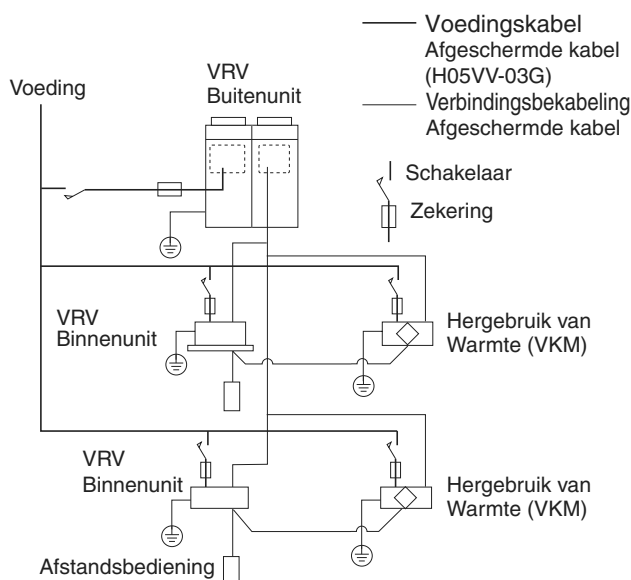 Voeding
VRV
Buitenunit
Voedingskabel
Afgeschermde kabel
(H05VV-03G)
Verbindingsbekabeling
Afgeschermde kabel
Schakelaar
Zekering
VRV
Binnenunit
Hergebruik van
Warmte (VKM)
VRV
Binnenunit
Hergebruik van
Warmte (VKM)
Afstandsbediening